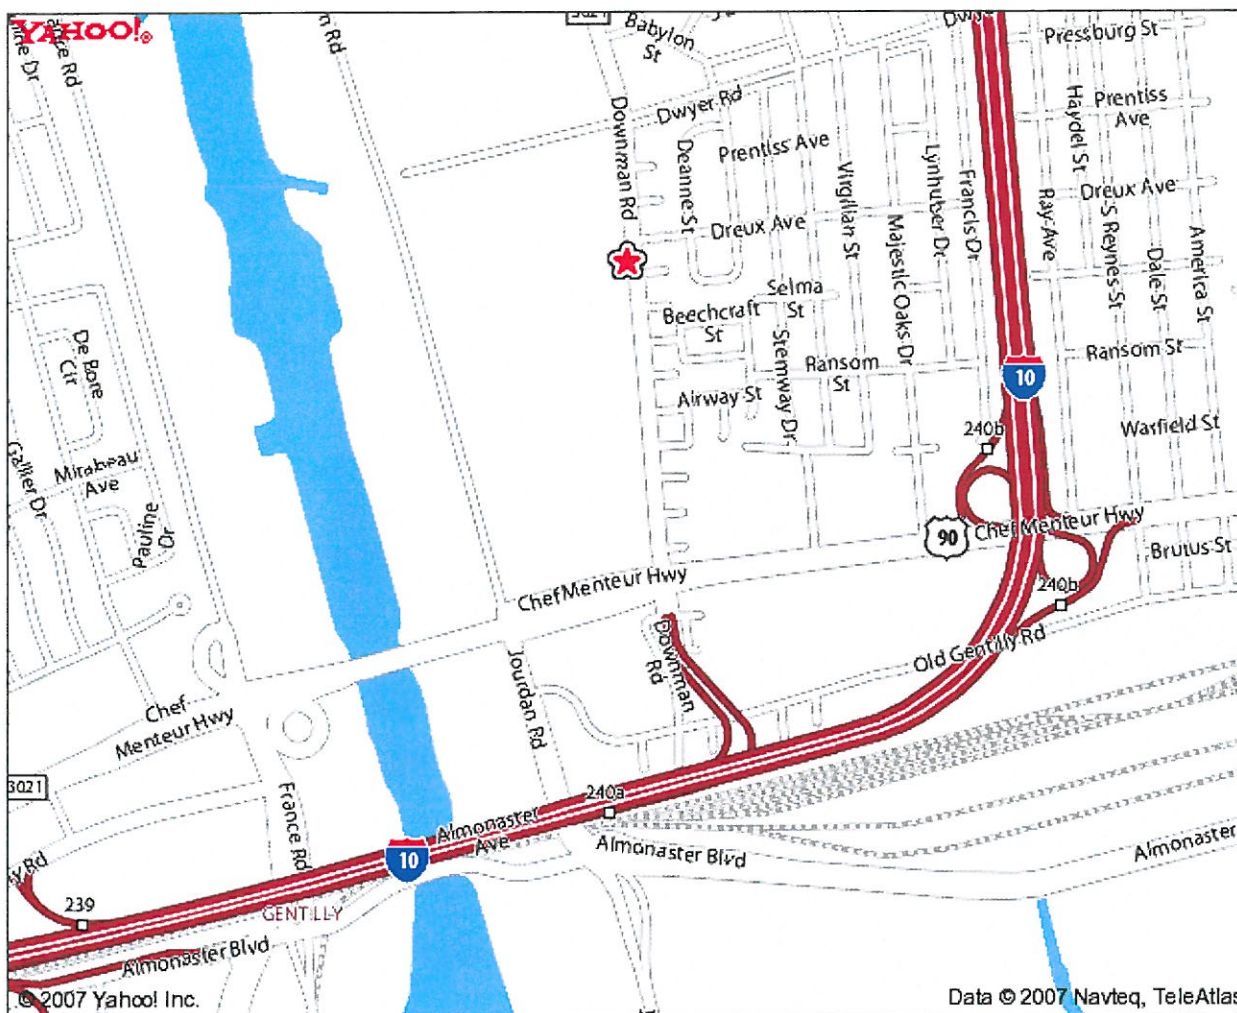 YAHOO!®
Babylon
St
Dwyer Rd
Pressburg St
Prentiss
Ave
Haydel St
Downman Rd
Deanne St
Prentiss Ave
Virgilian St
Lynhuber Dr
Francis Dr
Ray Ave
Dreux Ave
S Reynes St
Dale St
America St
Dreux Ave
Majestic Oaks Dr
Selma
St
Beechcraft
St
Stemway Dr
Ransom
St
Ransom St
10
Airway St
De Bore
Cir
240b
Warfield St
Gallier Dr
Mirabeau
Ave
Pauline
Dr
90
Chef Menteur Hwy
Brutus St
240b
Chef Menteur Hwy
Downman
Rd
Old Gentilly Rd
Jourdan Rd
Chef
Menteur Hwy
3021
France Rd
240a
Almonaster
Ave
10
Almonaster Blvd
Almonaster
239
GENTILLY
Almonaster Blvd
© 2007 Yahoo! Inc.
Data © 2007 Navteq, TeleAtlas